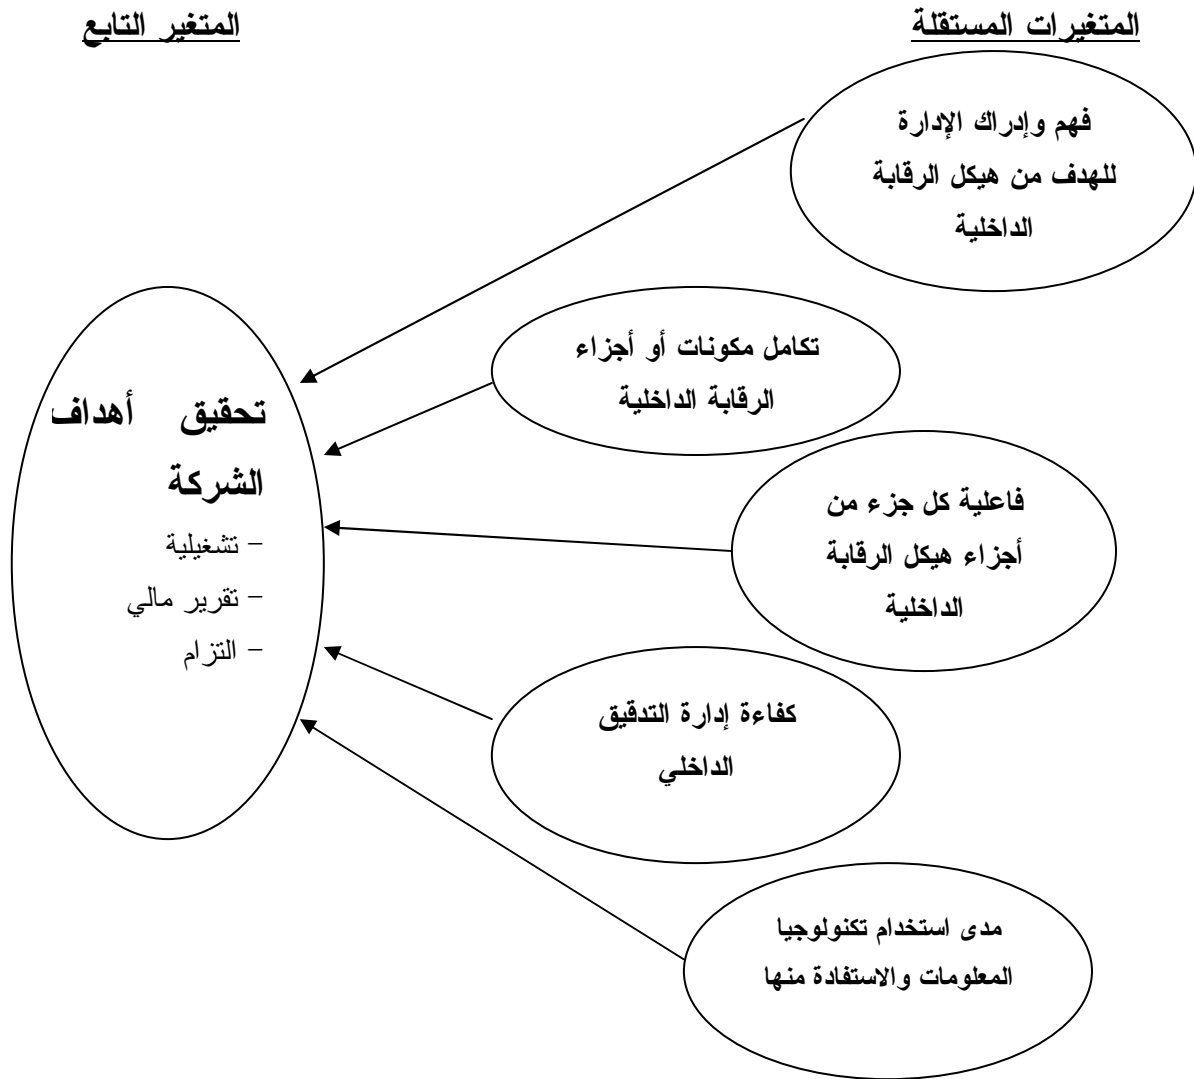 المتغيرات المستقلة
المتغير التابع
فهم وإدراك الإدارة
للهدف من هيكل الرقابة
الداخلية
تكامل مكونات أو أجزاء
الرقابة الداخلية
فاعلية كل جزء من
أجزاء هيكل الرقابة
الداخلية
كفاءة إدارة التدقيق
الداخلي
مدى استخدام تكنولوجيا
المعلومات والاستفادة منها
تحقيق أهداف
الشركة
- تشغيلية
- تقرير مالي
- التزام